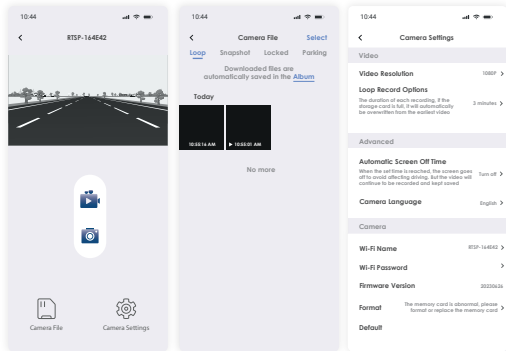 10:44
RTSP-164E42
Camera File
Camera Settings
10:44
Camera File
Select
Loop
Snapshot
Locked
Parking
Downloaded files are
automatically saved in the Album
Today
10:55:16 AM
10:55:01 AM
No more
10:44
Camera Settings
Video
Video Resolution
1080P
Loop Record Options
The duration of each recoading, if the
storage card is full, it will automatically
be overwriten from the earliest video.
3 minutes
Advanced
Automatic Screen Off Time
When the set time is reached, the screen goes
off to avoid affecting driving. But the video will
continue to be recorded and kept saved
Turn off
Camera Language
English
Camera
Wi-Fi Name
RTSP-164E42
Wi-Fi Password
Firmware Version
20230626
Format
The memory card is abnormal, please
format or replace the memory card
Default